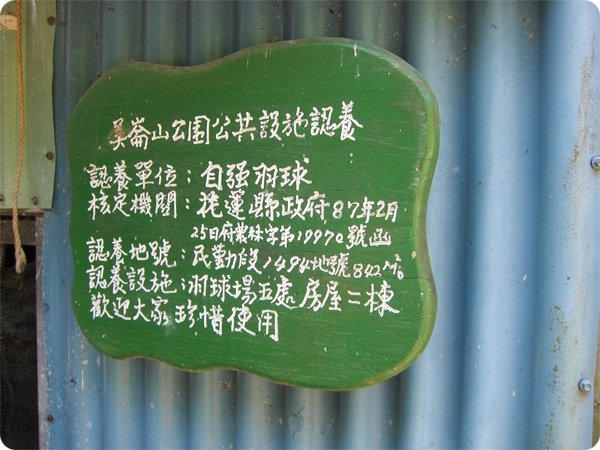 美崙山公園公共設施認養
認養單位：自强羽球
核定機關：花蓮縣政府87年2月
25日府農林字第19970號函
認養地號：民勤段1494地號842M²
認養設施：羽球場五處房屋二棟
歡迎大家珍惜使用